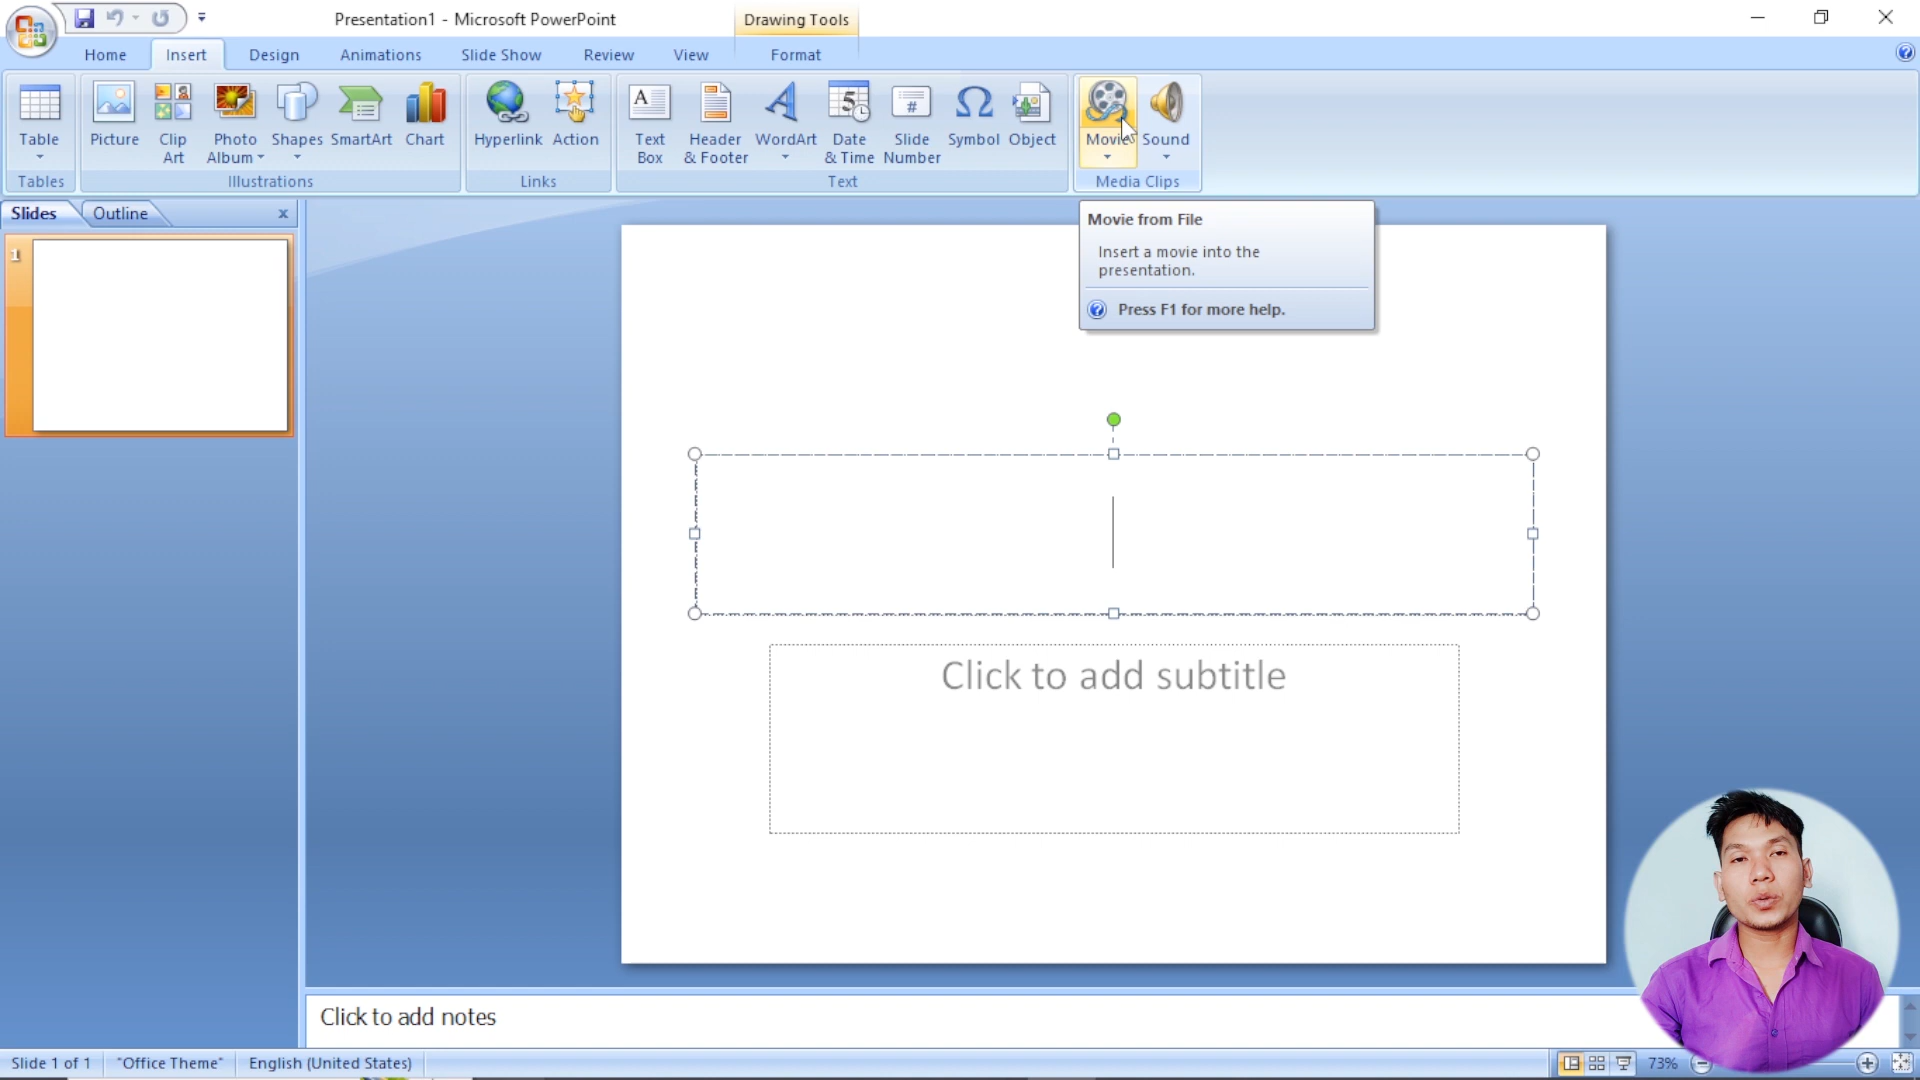 Presentation1 - Microsoft PowerPoint
Drawing Tools
Home Insert Design Animations Slide Show Review View Format
Table
Picture
Clip
Art
Photo
Album
Shapes
SmartArt
Chart
Hyperlink
Action
A
Text
Box
Header
& Footer
A
WordArt
5
Date
& Time
#
Slide
Number
Ω
Symbol
Object
Movie
Sound
Tables
Illustrations
Links
Text
Media Clips
Slides
Outline
x
Movie from File
Insert a movie into the
presentation.
Press F1 for more help.
1
Click to add subtitle
Click to add notes
Slide 1 of 1
"Office Theme"
English (United States)
73%